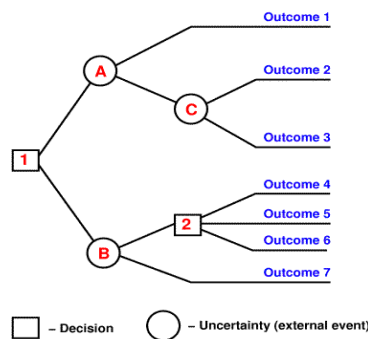 Outcome 1
A
Outcome 2
C
Outcome 3
1
Outcome 4
2
Outcome 5
Outcome 6
B
Outcome 7
– Decision
– Uncertainty (external event)